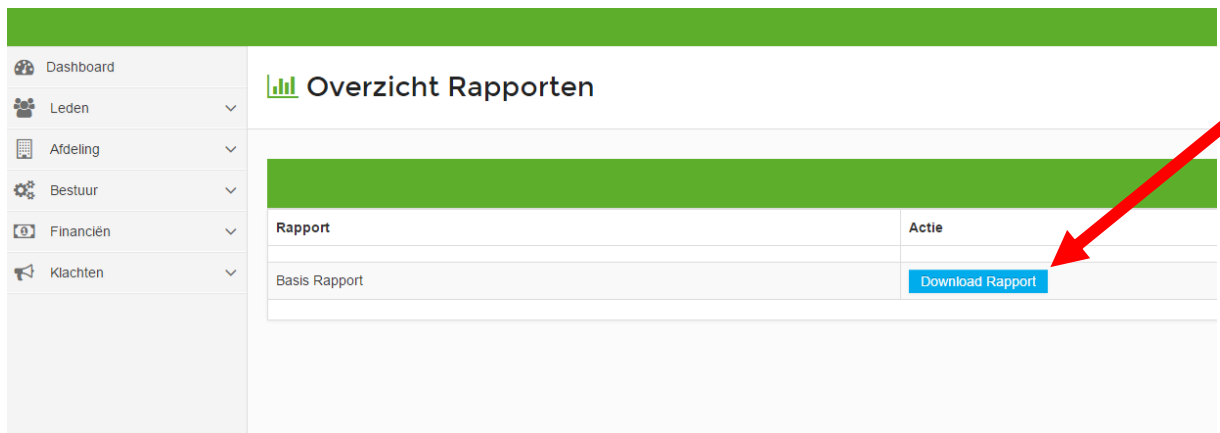 Dashboard
Leden
Afdeling
Bestuur
Financiën
Klachten
Overzicht Rapporten
Rapport Actie
Basis Rapport Download Rapport